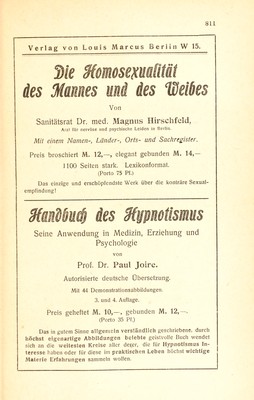 811
Verlag von Louis Marcus Berlin W 15.
Die Homosexualität
des Mannes und des Weibes
Von
Sanitätsrat Dr. med. Magnus Hirschfeld,
Arzt für nervöse und psychische Leiden in Berlin.
Mit einem Namen-, Länder-, Orts- und Sachregister.
Preis broschiert M. 12,—, elegant gebunden M. 14,—
1100 Seiten stark. Lexikonformat.
(Porto 75 Pf.)
Das einzige und erschöpfendste Werk über die konträre Sexual-
empfindung!
Handbuch des Hypnotismus
Seine Anwendung in Medizin, Erziehung und
Psychologie
von
Prof. Dr. Paul Joire.
Autorisierte deutsche Übersetzung.
Mit 44 Demonstrationsabbildungen.
3. und 4. Auflage.
Preis geheftet M. 10,—, gebunden M. 12,—.
(Porto 35 Pf.)
Das in gutem Sinne allgemein verständlich geschriebene, durch
höchst eigenartige Abbildungen belebte geistvolle Buch wendet
sich an die weitesten Kreise aller derer, die für Hypnotismus In-
teresse haben oder für diese im praktischen Leben höchst wichtige
Materie Erfahrungen sammeln wollen.